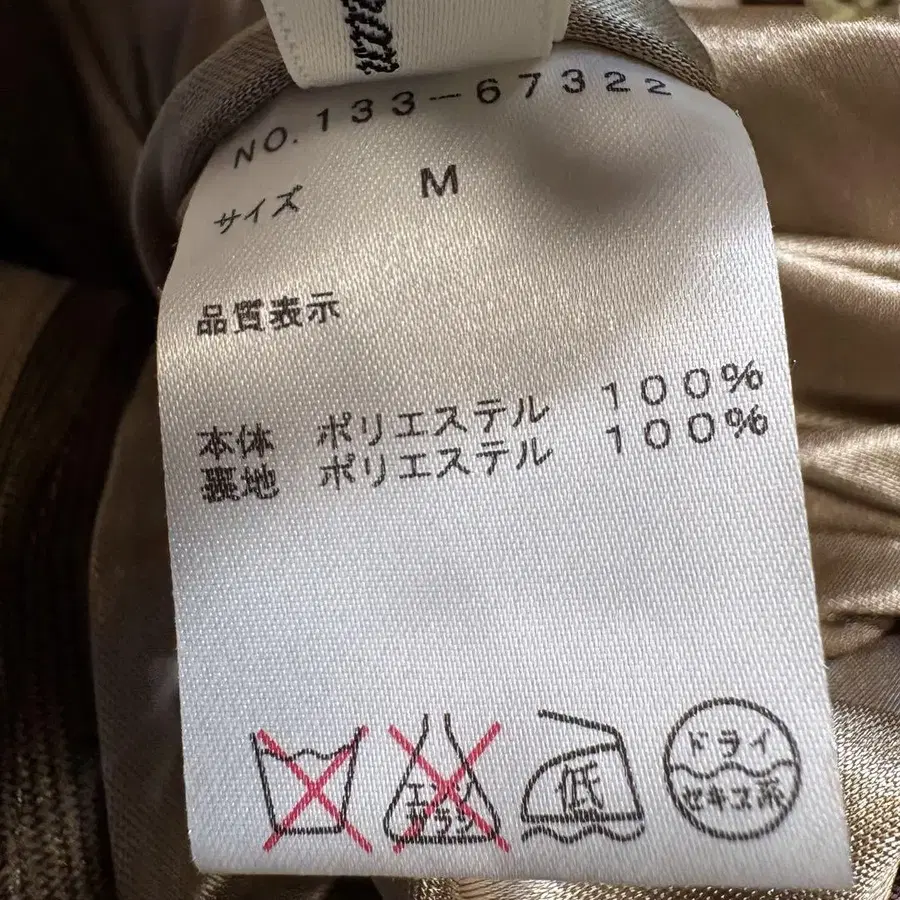 NO.133-67322
サイズ M
品質表示
本体 ポリエステル 100%
裏地 ポリエステル 100%
エンソ
サラシ
低
ドライ
セキユ系